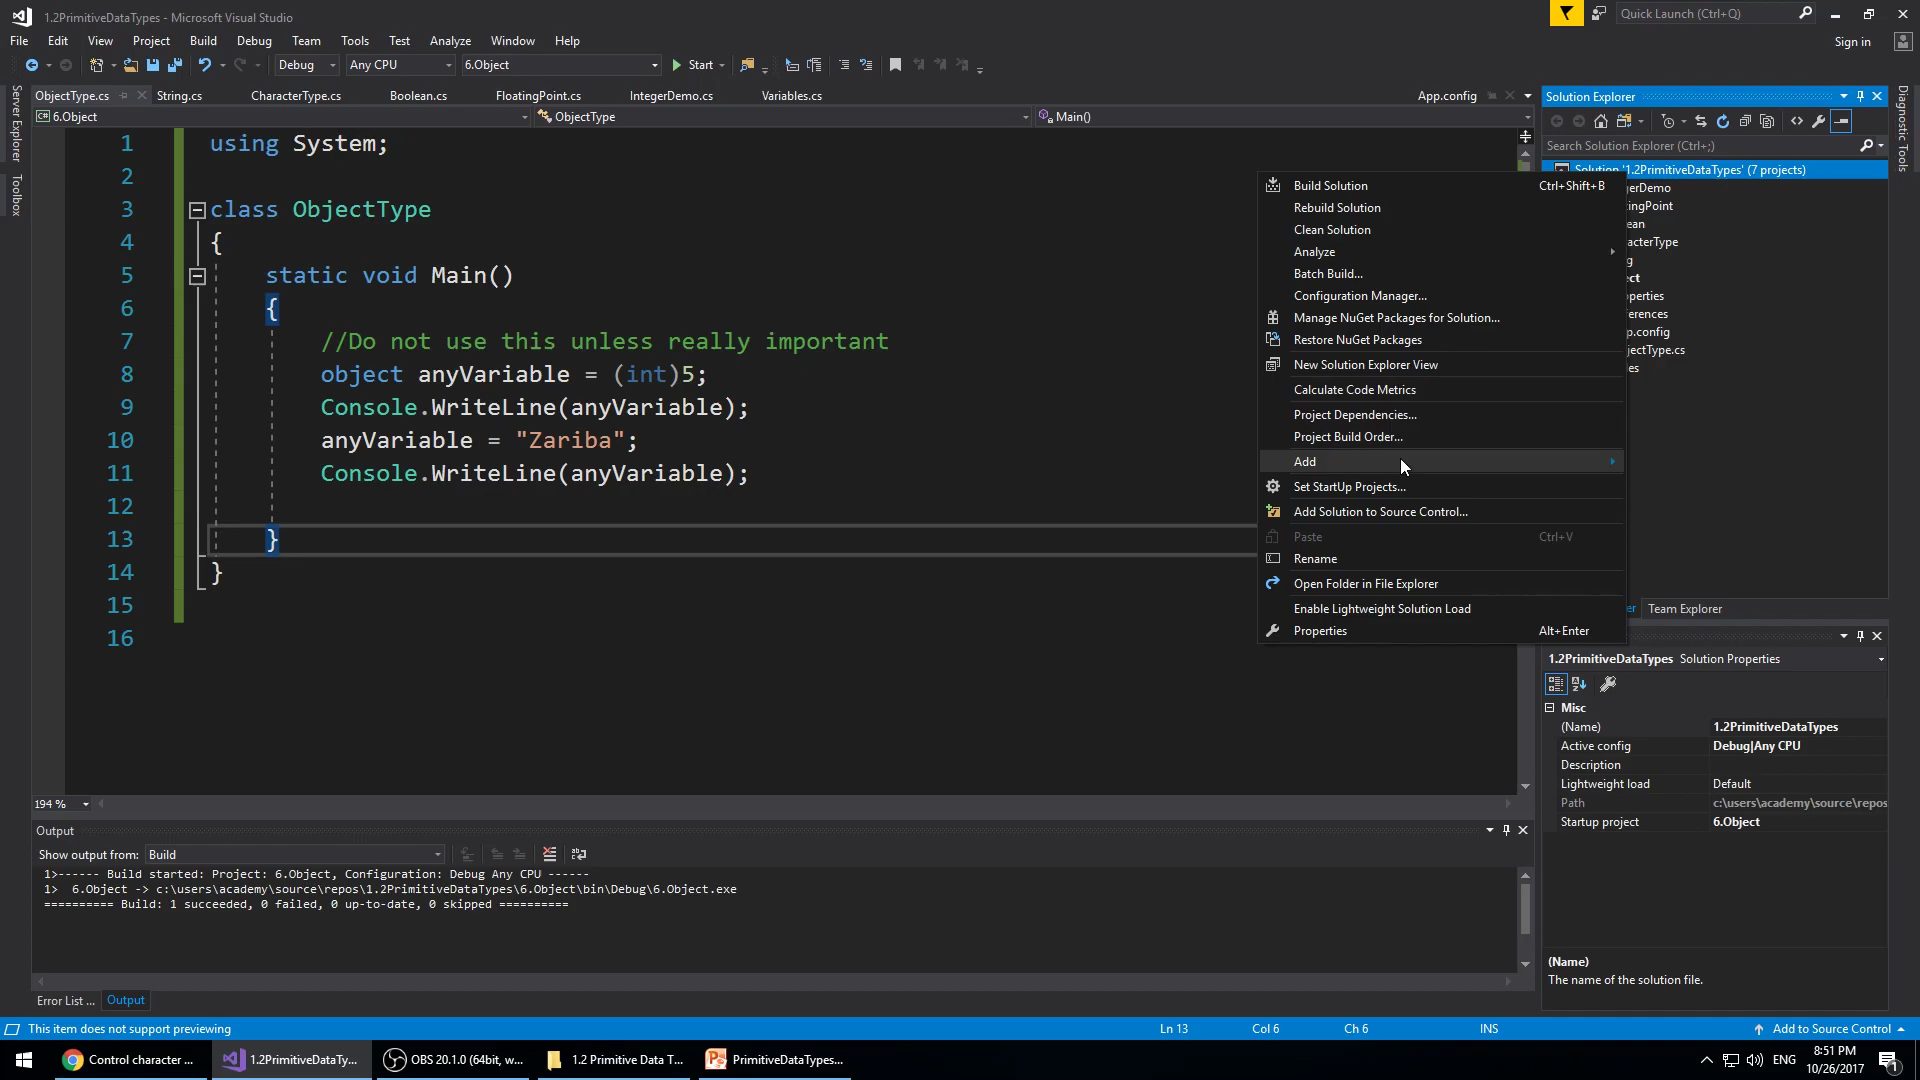 1.2PrimitiveDataTypes - Microsoft Visual Studio
Quick Launch (Ctrl+Q)
File Edit View Project Build Debug Team Tools Test Analyze Window Help
Sign in
Debug Any CPU 6.Object Start
Server Explorer
Toolbox
ObjectType.cs String.cs CharacterType.cs Boolean.cs FloatingPoint.cs IntegerDemo.cs Variables.cs App.config
6.Object ObjectType Main()
1 using System;
2
3 class ObjectType
4 {
5 static void Main()
6 {
7 //Do not use this unless really important
8 object anyVariable = (int)5;
9 Console.WriteLine(anyVariable);
10 anyVariable = "Zariba";
11 Console.WriteLine(anyVariable);
12
13 }
14 }
15
16
194 %
Build Solution Ctrl+Shift+B
Rebuild Solution
Clean Solution
Analyze
Batch Build...
Configuration Manager...
Manage NuGet Packages for Solution...
Restore NuGet Packages
New Solution Explorer View
Calculate Code Metrics
Project Dependencies...
Project Build Order...
Add
Set StartUp Projects...
Add Solution to Source Control...
Paste Ctrl+V
Rename
Open Folder in File Explorer
Enable Lightweight Solution Load
Properties Alt+Enter
Solution Explorer
Search Solution Explorer (Ctrl+;)
Solution '1.2PrimitiveDataTypes' (7 projects)
gerDemo
ingPoint
ean
acterType
g
ct
perties
erences
p.config
jectType.cs
es
er Team Explorer
Diagnostic Tools
1.2PrimitiveDataTypes Solution Properties
Misc
(Name) 1.2PrimitiveDataTypes
Active config Debug|Any CPU
Description
Lightweight load Default
Path c:\users\academy\source\repos
Startup project 6.Object
(Name)
The name of the solution file.
Output
Show output from: Build
1>------ Build started: Project: 6.Object, Configuration: Debug Any CPU ------
1> 6.Object -> c:\users\academy\source\repos\1.2PrimitiveDataTypes\6.Object\bin\Debug\6.Object.exe
========== Build: 1 succeeded, 0 failed, 0 up-to-date, 0 skipped ==========
Error List ... Output
This item does not support previewing Ln 13 Col 6 Ch 6 INS Add to Source Control
Control character ... 1.2PrimitiveDataTy... OBS 20.1.0 (64bit, w... 1.2 Primitive Data T... PrimitiveDataTypes...
ENG
8:51 PM
10/26/2017
1